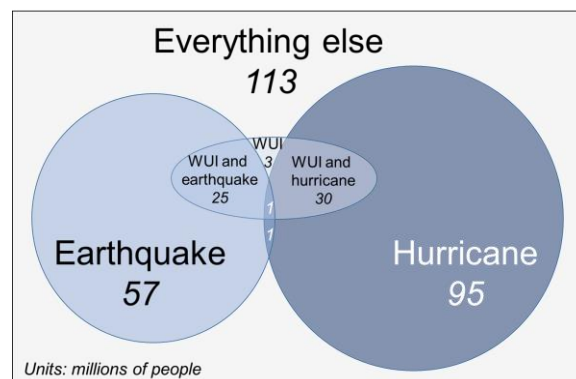 Everything else
113
WUI
3
WUI and
earthquake
25
WUI and
hurricane
30
1
1
Earthquake
57
Hurricane
95
Units: millions of people